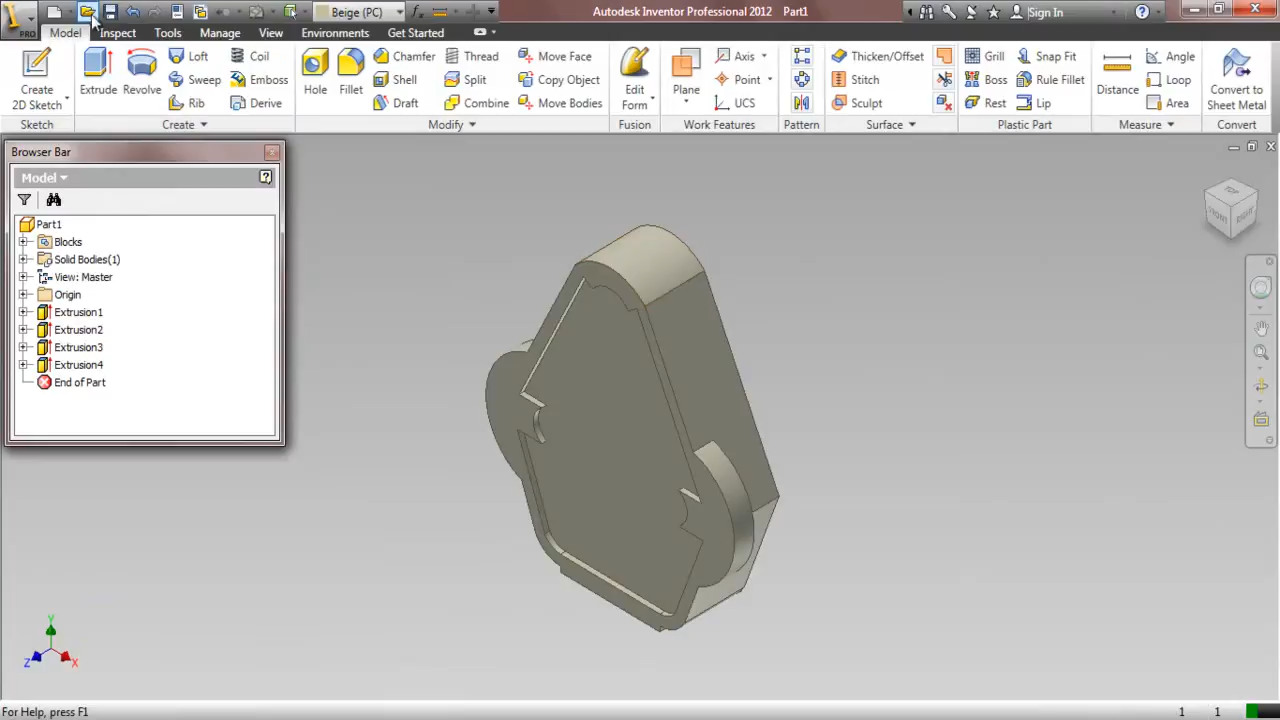 Beige (PC)
Autodesk Inventor Professional 2012 Part1
Sign In
PRO
Model Inspect Tools Manage View Environments Get Started
Create
2D Sketch
Extrude Revolve
Loft
Sweep
Rib
Coil
Emboss
Derive
Hole Fillet
Chamfer
Shell
Draft
Thread
Split
Combine
Move Face
Copy Object
Move Bodies
Edit
Form
Plane
Axis
Point
UCS
Thicken/Offset
Stitch
Sculpt
Grill
Boss
Rest
Snap Fit
Rule Fillet
Lip
Distance
Angle
Loop
Area
Convert to
Sheet Metal
Sketch Create Modify Fusion Work Features Pattern Surface Plastic Part Measure Convert
Browser Bar
Model
Part1
Blocks
Solid Bodies(1)
View: Master
Origin
Extrusion1
Extrusion2
Extrusion3
Extrusion4
End of Part
TOP
FRONT
RIGHT
Y
Z
X
For Help, press F1
1 1